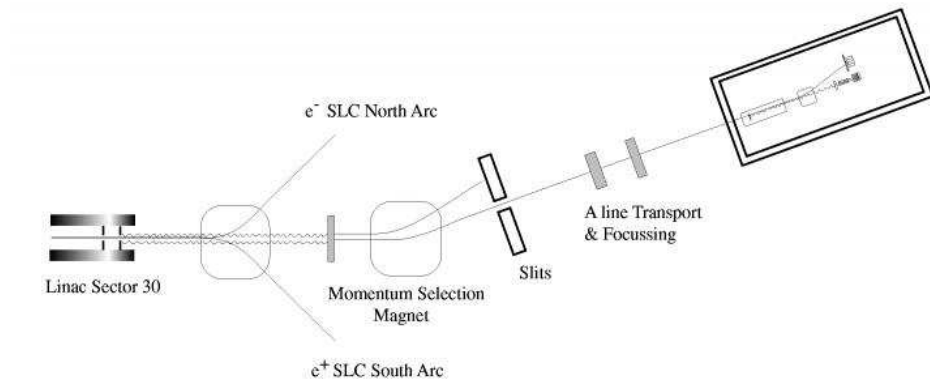 e⁻ SLC North Arc
A line Transport
& Focussing
Slits
Linac Sector 30
Momentum Selection
Magnet
e⁺ SLC South Arc